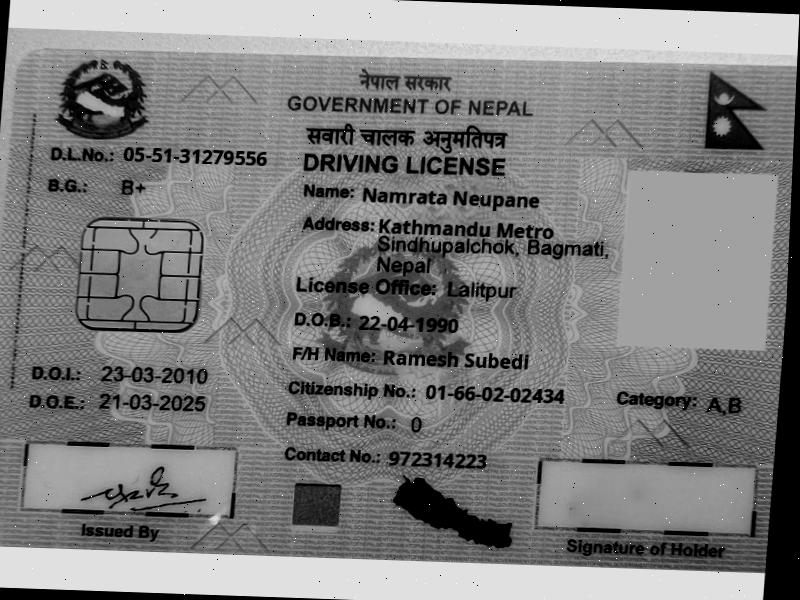 नेपाल सरकार
GOVERNMENT OF NEPAL
सवारी चालक अनुमतिपत्र
DRIVING LICENSE
D.L.No.: 05-51-31279556
B.G.: B+
Name: Namrata Neupane
Address: Kathmandu Metro
Sindhupalchok, Bagmati,
Nepal
License Office: Lalitpur
D.O.B.: 22-04-1990
F/H Name: Ramesh Subedi
D.O.I.: 23-03-2010
D.O.E.: 21-03-2025
Citizenship No.: 01-66-02-02434
Category: A,B
Passport No.: 0
Contact No.: 972314223
Issued By
Signature of Holder